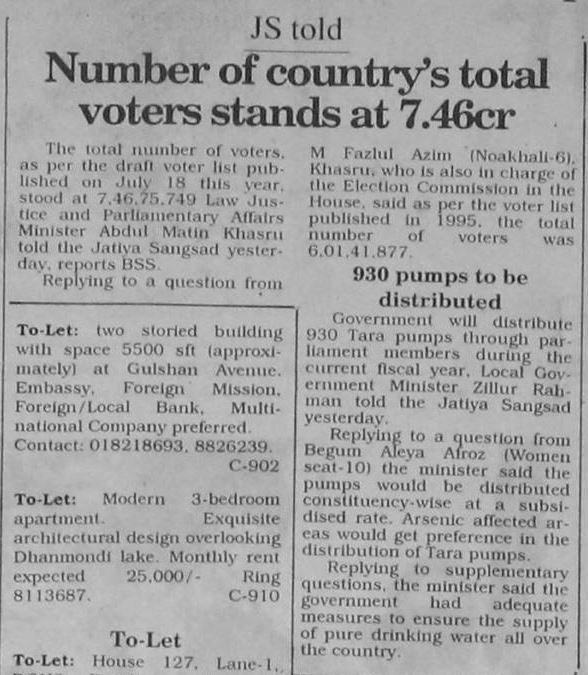 JS told
Number of country's total
voters stands at 7.46cr
The total number of voters,
as per the draft voter list pub-
lished on July 18 this year,
stood at 7,46,75,749 Law Jus-
tice and Parliamentary Affairs
Minister Abdul Matin Khasru
told the Jatiya Sangsad yester-
day, reports BSS.
Replying to a question from
M Fazlul Azim (Noakhali-6),
Khasru, who is also in charge of
the Election Commission in the
House, said as per the voter list
published in 1995, the total
number of voters was
6,01,41,877.
930 pumps to be
distributed
Government will distribute
930 Tara pumps through par-
liament members during the
current fiscal year, Local Gov-
ernment Minister Zillur Rah-
man told the Jatiya Sangsad
yesterday.
Replying to a question from
Begum Aleya Afroz (Women
seat-10) the minister said the
pumps would be distributed
constituency-wise at a subsi-
dised rate. Arsenic affected ar-
eas would get preference in the
distribution of Tara pumps.
Replying to supplementary
questions, the minister said the
government had adequate
measures to ensure the supply
of pure drinking water all over
the country.
To-Let: two storied building
with space 5500 sft (approxi-
mately) at Gulshan Avenue.
Embassy, Foreign Mission,
Foreign/Local Bank, Multi-
national Company preferred.
Contact: 018218693, 8826239.
C-902
To-Let: Modern 3-bedroom
apartment. Exquisite
architectural design overlooking
Dhanmondi lake. Monthly rent
expected 25,000/- Ring
8113687. C-910
To-Let
To-Let: House 127, Lane-1,